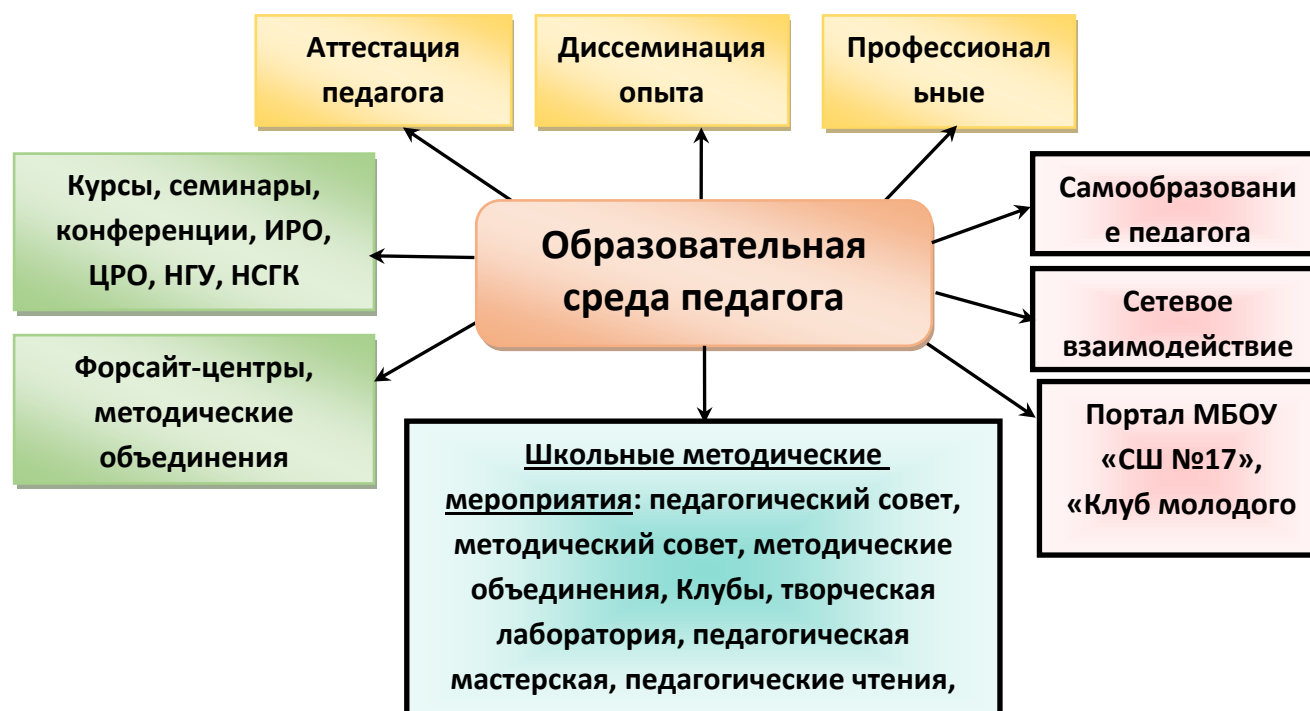 Аттестация
педагога
Диссеминация
опыта
Профессионал
ьные
Курсы, семинары,
конференции, ИРО,
ЦРО, НГУ, НСГК
Форсайт-центры,
методические
объединения
Образовательная
среда педагога
Самообразовани
е педагога
Сетевое
взаимодействие
Портал МБОУ
«СШ №17»,
«Клуб молодого
Школьные методические
мероприятия: педагогический совет,
методический совет, методические
объединения, Клубы, творческая
лаборатория, педагогическая
мастерская, педагогические чтения,